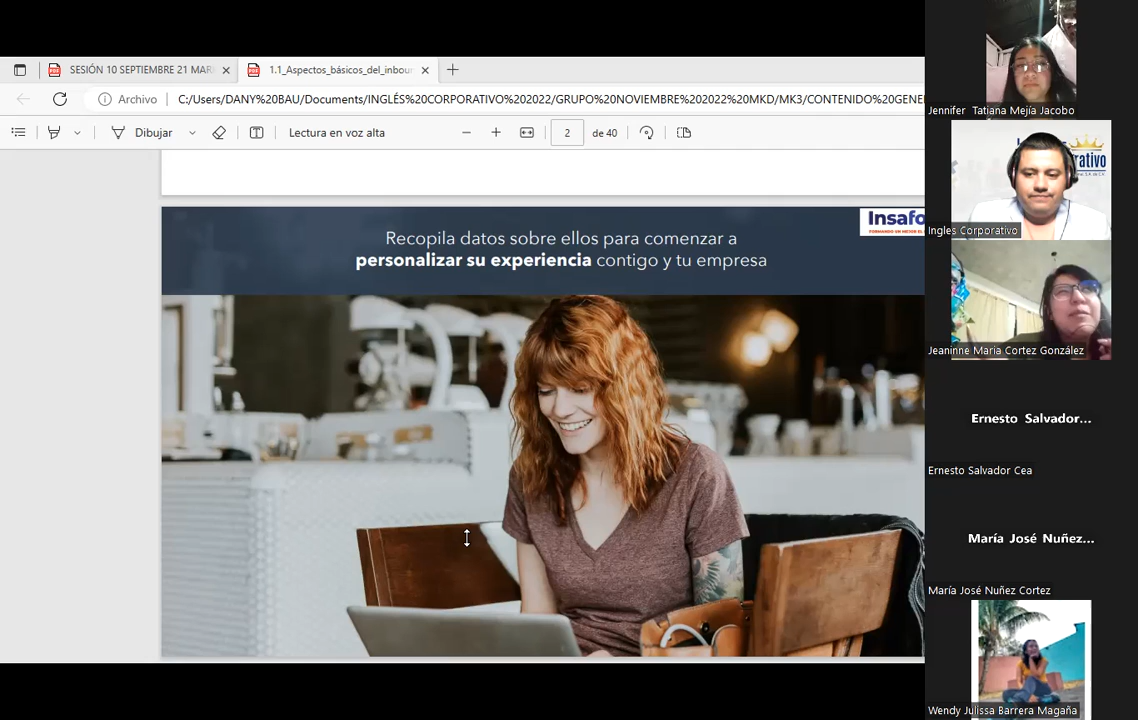 SESIÓN 10 SEPTIEMBRE 21 MAR
1.1_Aspectos_básicos_del_inbour
Archivo
C:/Users/DANY%20BAU/Documents/INGLÉS%20CORPORATIVO%202022/GRUPO%20NOVIEMBRE%202022%20MKD/MK3/CONTENIDO%20GENE
Dibujar
Lectura en voz alta
2
de 40
Insafo
Recopila datos sobre ellos para comenzar a
personalizar su experiencia contigo y tu empresa
Jennifer Tatiana Mejía Jacobo
Ingles Corporativo
Jeaninne Maria Cortez González
Ernesto Salvador...
Ernesto Salvador Cea
María José Nuñez...
María José Nuñez Cortez
Wendy Julissa Barrera Magaña